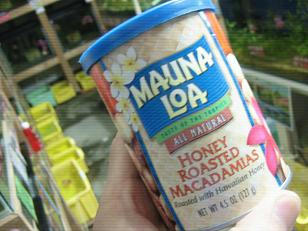 MAUNA
LOA
TASTE OF THE TROPICS
ALL NATURAL
HONEY
ROASTED
MACADAMIAS
Roasted with Hawaiian Honey
NET WT 4.5 OZ (127 g)